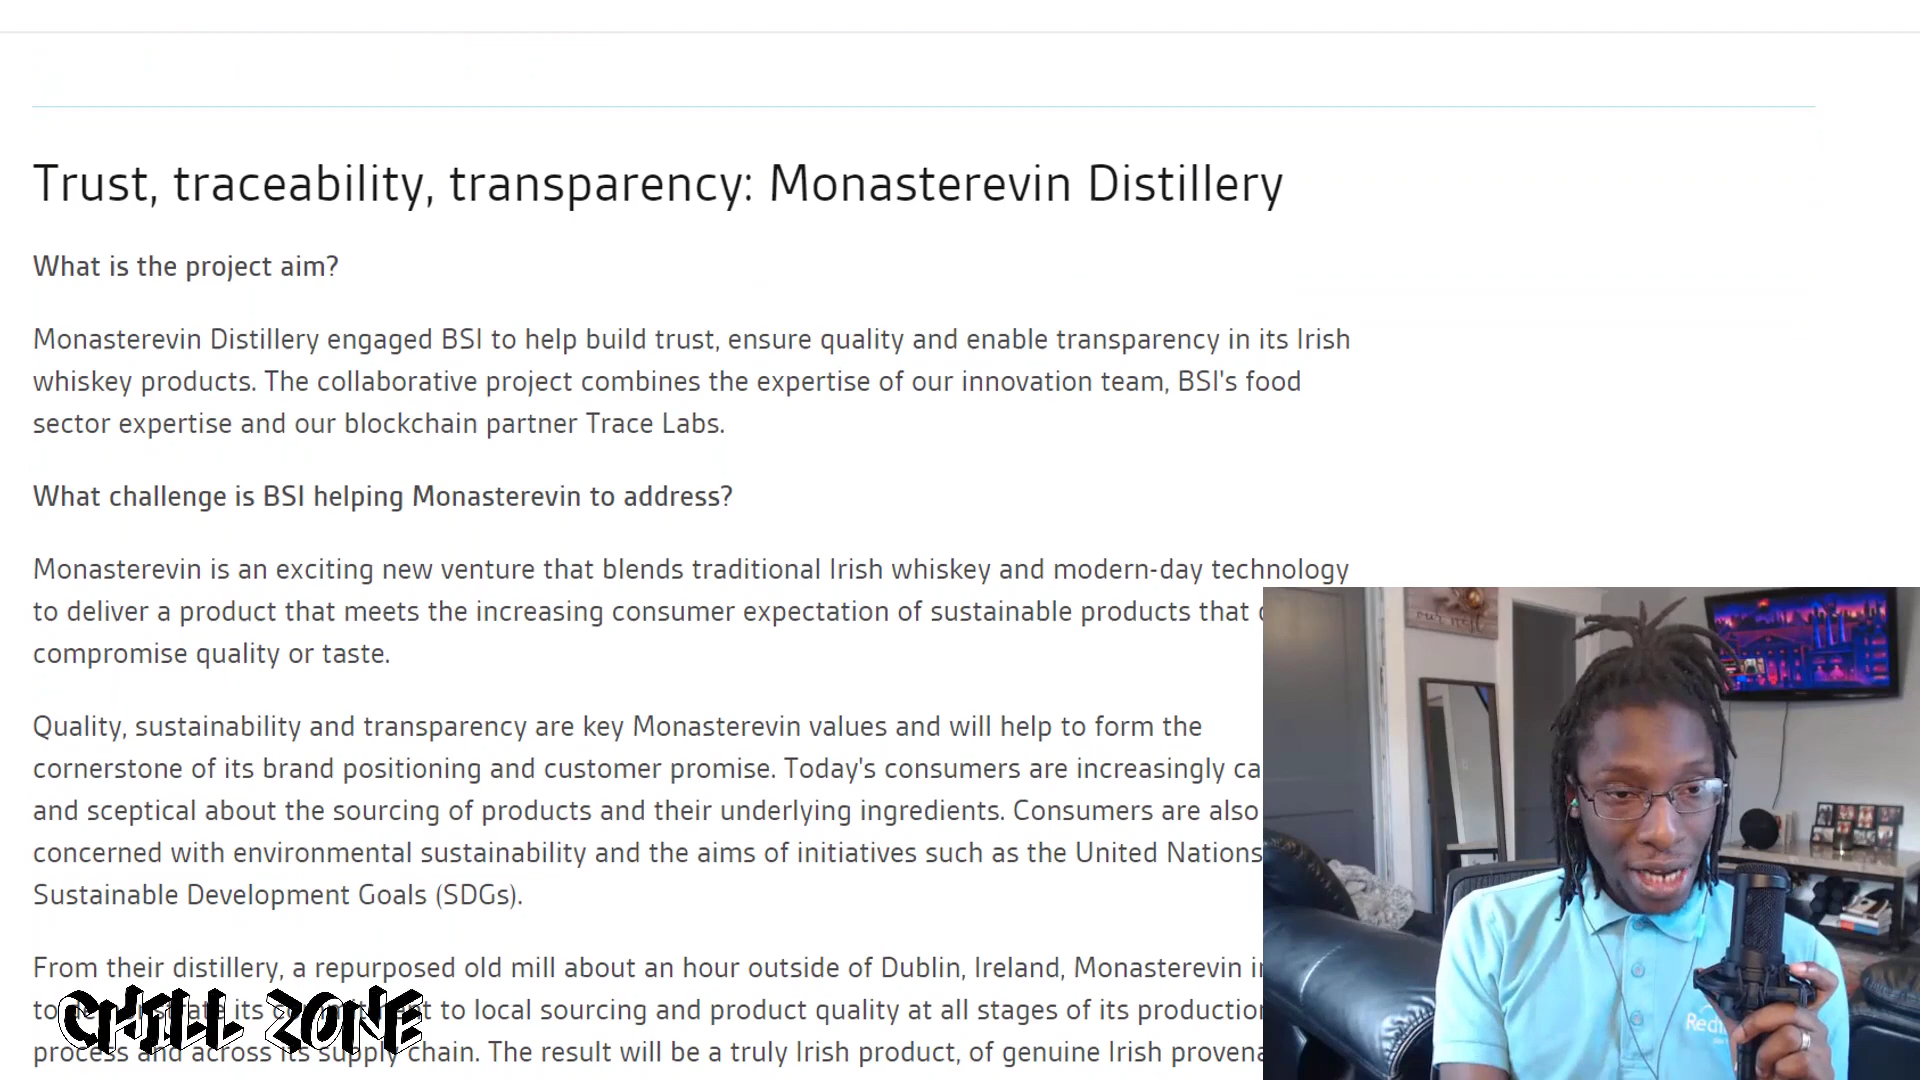 Trust, traceability, transparency: Monasterevin Distillery
What is the project aim?
Monasterevin Distillery engaged BSI to help build trust, ensure quality and enable transparency in its Irish
whiskey products. The collaborative project combines the expertise of our innovation team, BSI's food
sector expertise and our blockchain partner Trace Labs.
What challenge is BSI helping Monasterevin to address?
Monasterevin is an exciting new venture that blends traditional Irish whiskey and modern-day technology
to deliver a product that meets the increasing consumer expectation of sustainable products that
compromise quality or taste.
Quality, sustainability and transparency are key Monasterevin values and will help to form the
cornerstone of its brand positioning and customer promise. Today's consumers are increasingly ca
and sceptical about the sourcing of products and their underlying ingredients. Consumers are also
concerned with environmental sustainability and the aims of initiatives such as the United Nations
Sustainable Development Goals (SDGs).
From their distillery, a repurposed old mill about an hour outside of Dublin, Ireland, Monasterevin
to its to local sourcing and product quality at all stages of its production
process and across its supply chain. The result will be a truly Irish product, of genuine Irish provena
CHILL ZONE
our nest
Red